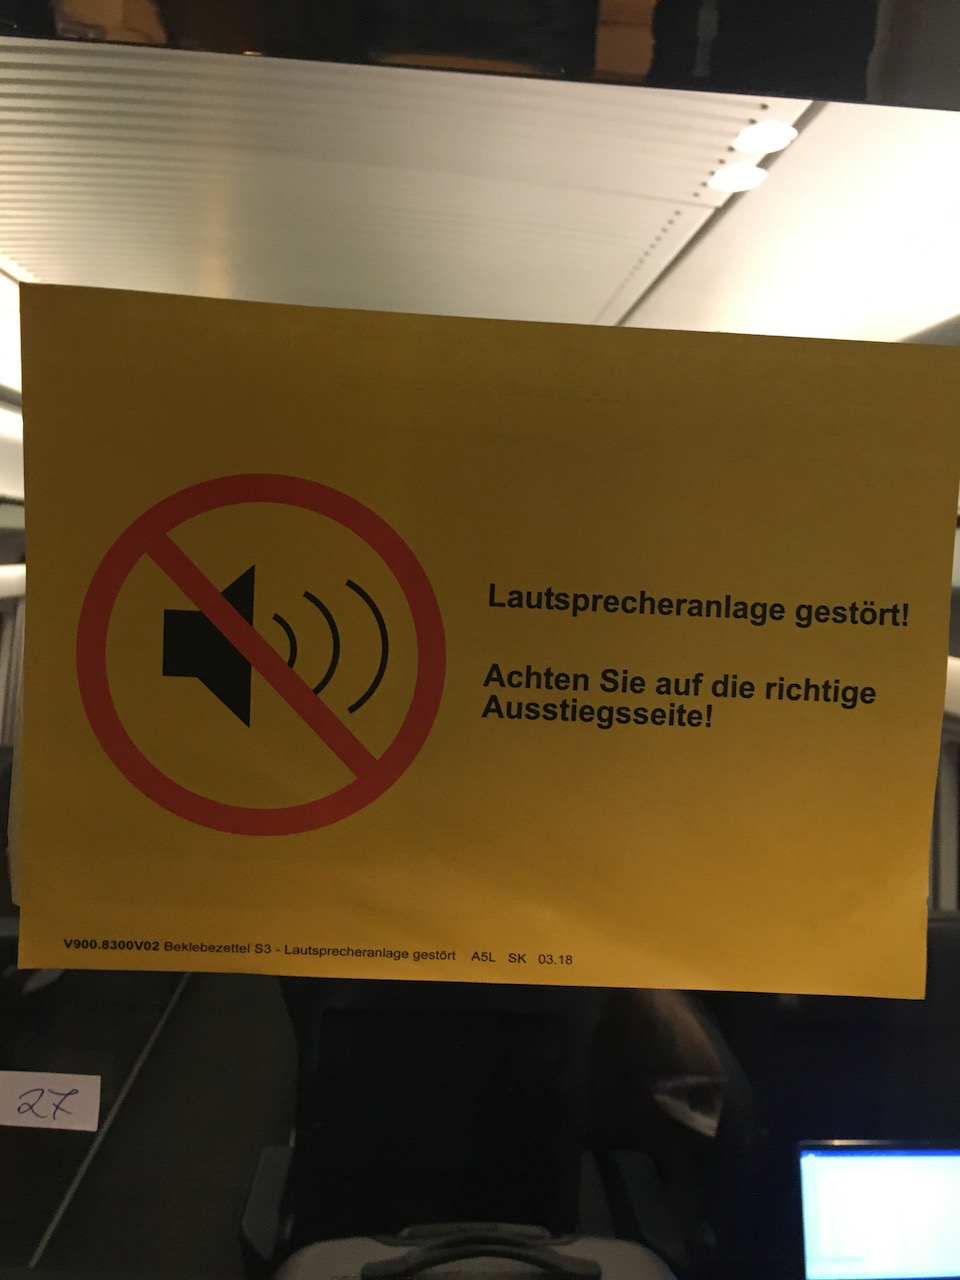 Lautsprecheranlage gestört!
Achten Sie auf die richtige
Ausstiegsseite!
V900.8300V02 Beklebezettel S3 - Lautsprecheranlage gestört A5L SK 03.18
27